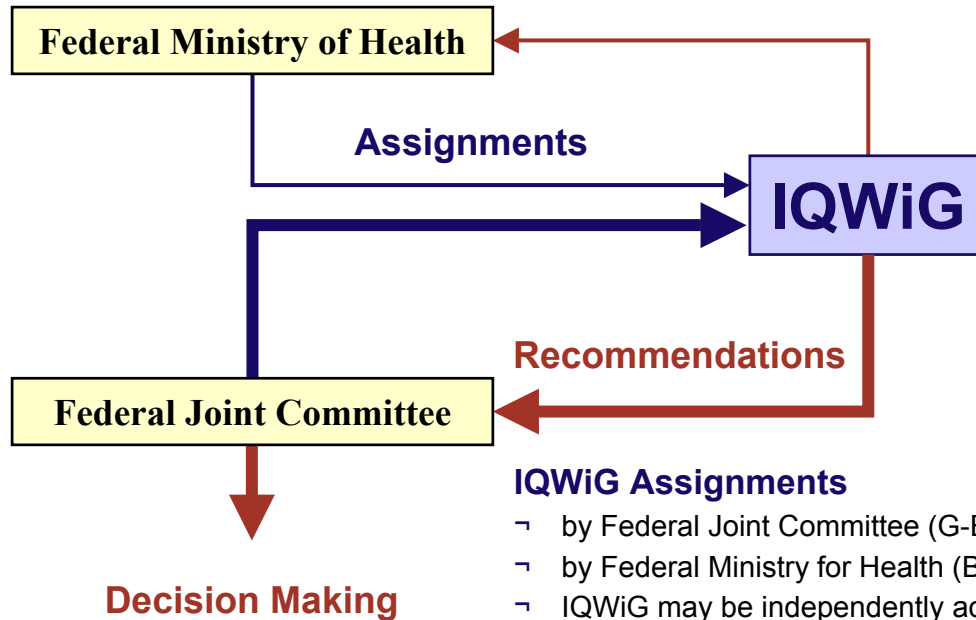 Federal Ministry of Health
Assignments
IQWiG
Recommendations
Federal Joint Committee
IQWiG Assignments
¬ by Federal Joint Committee
¬ by Federal Ministry for Health
¬ IQWiG may be independently
Decision Making